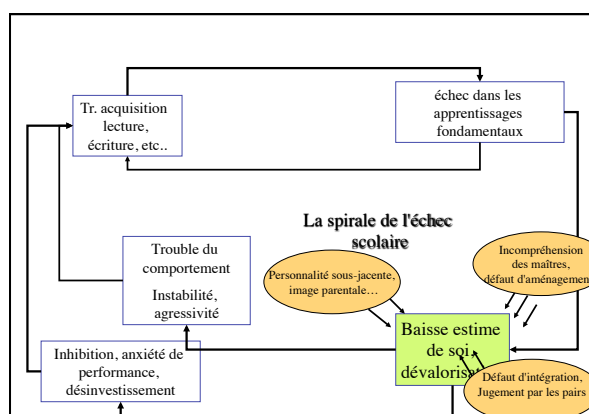 Tr. acquisition
lecture,
écriture, etc..
échec dans les
apprentissages
fondamentaux
La spirale de l'échec
scolaire
Incompréhension
des maîtres,
défaut d'aménagement
Personnalité sous-jacente,
image parentale…
Trouble du
comportement
Instabilité,
agressivité
Baisse estime
de soi
Inhibition, anxiété de
performance,
désinvestissement
Défaut d'intégration,
Jugement par les pairs